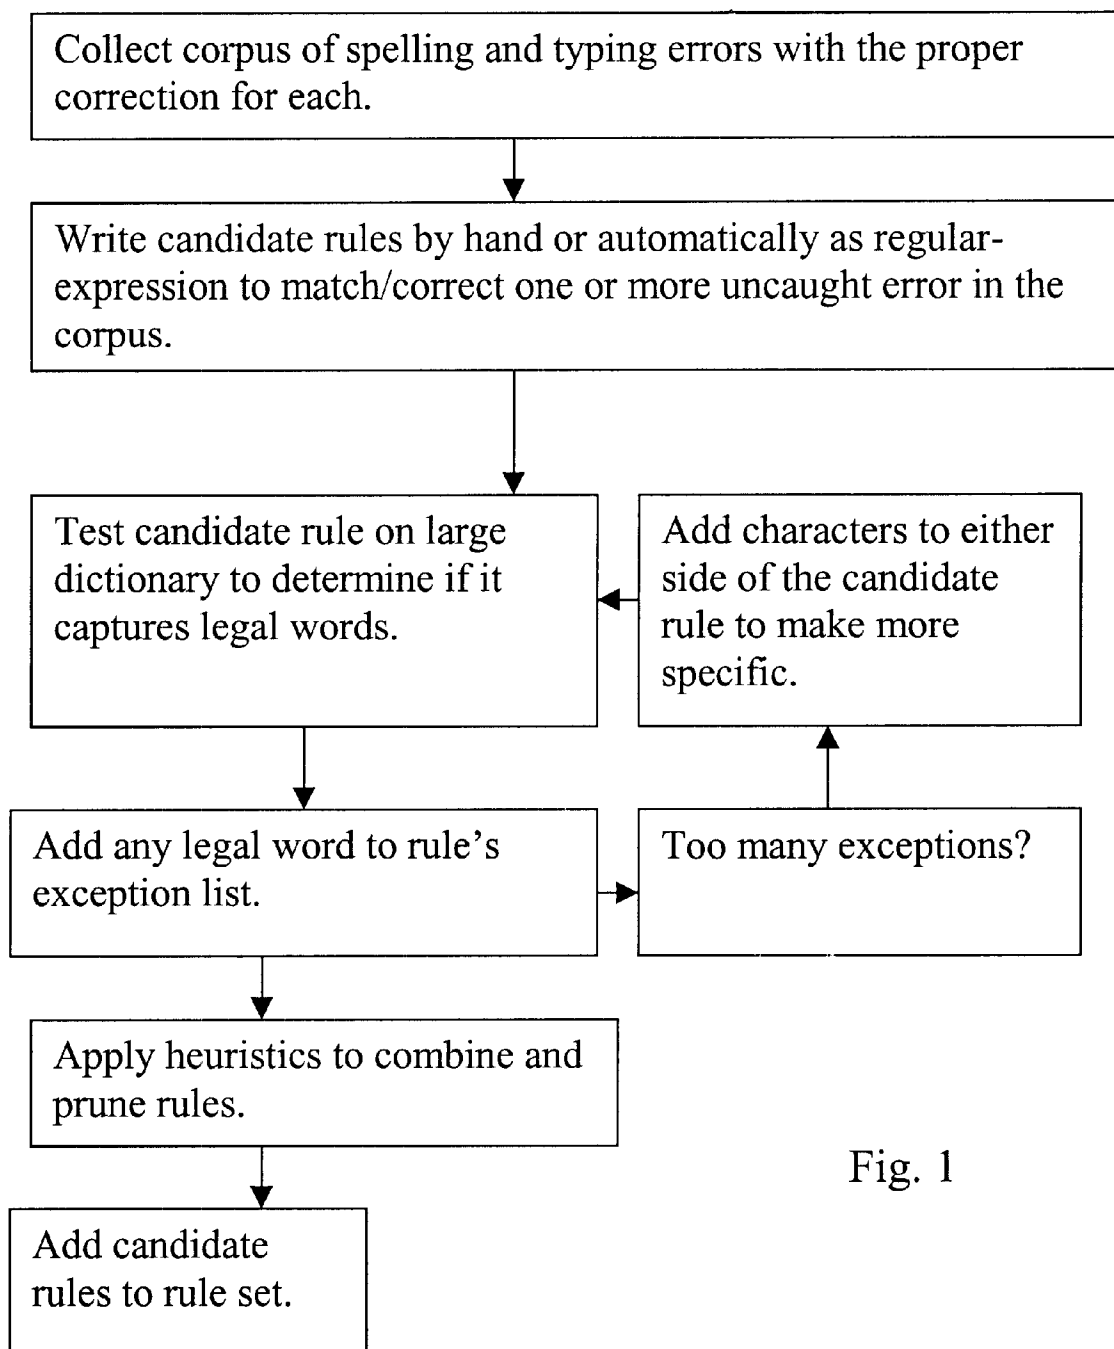 Collect corpus of spelling and typing errors with the proper
correction for each.
Write candidate rules by hand or automatically as regular-
expression to match/correct one or more uncaught error in the
corpus.
Test candidate rule on large
dictionary to determine if it
captures legal words.
Add characters to either
side of the candidate
rule to make more
specific.
Add any legal word to rule’s
exception list.
Too many exceptions?
Apply heuristics to combine and
prune rules.
Fig. 1
Add candidate
rules to rule set.